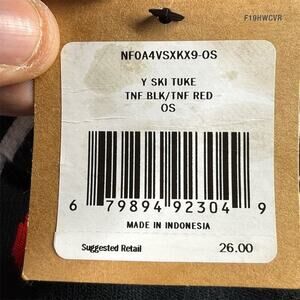 F19HWCVR
NF0A4VSXKX9-OS
Y SKI TUKE
TNF BLK/TNF RED
OS
6 79894 92304 9
MADE IN INDONESIA
Suggested Retail 26.00